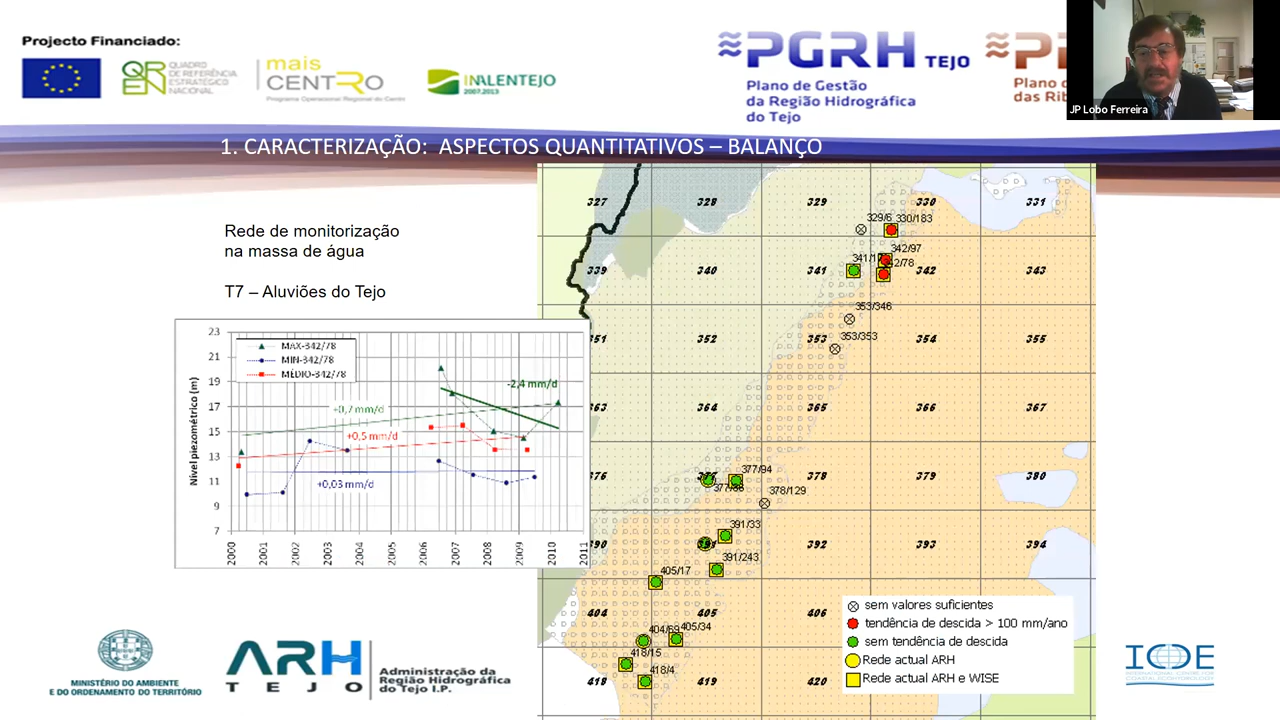 Projecto Financiado:
QREN
QUADRO
DE REFERÊNCIA
ESTRATÉGICO
NACIONAL
mais
CENTRO
Programa Operacional Regional do Centro
INALENTEJO
2007.2013
PGRH TEJO
Plano de Gestão
da Região Hidrográfica
do Tejo
Plano d
das Rib
JP Lobo Ferreira
1. CARACTERIZAÇÃO: ASPECTOS QUANTITATIVOS – BALANÇO
Rede de monitorização
na massa de água
T7 – Aluviões do Tejo
Nível piezométrico (m)
23
21
19
17
15
13
11
9
7
MAX-342/78
MIN-342/78
MÉDIO-342/78
-2,4 mm/d
+0,7 mm/d
+0,5 mm/d
+0,03 mm/d
2000 2001 2002 2003 2004 2005 2006 2007 2008 2009 2010 2011
327 328 329 330 331
329/6 330/183
339 340 341 342 343
342/97
342/78
351 352 353 354 355
353/346
353/353
363 364 365 366 367
376 377 378 379 380
377/94
378/129
390 391 392 393 394
391/33
391/243
405/17
404 405 406
404/69 405/34
418/15
418/4
418 419 420
sem valores suficientes
tendência de descida > 100 mm/ano
sem tendência de descida
Rede actual ARH
Rede actual ARH e WISE
MINISTÉRIO DO AMBIENTE
E DO ORDENAMENTO DO TERRITÓRIO
ARH
TEJO
Administração da
Região Hidrográfica
do Tejo I.P.